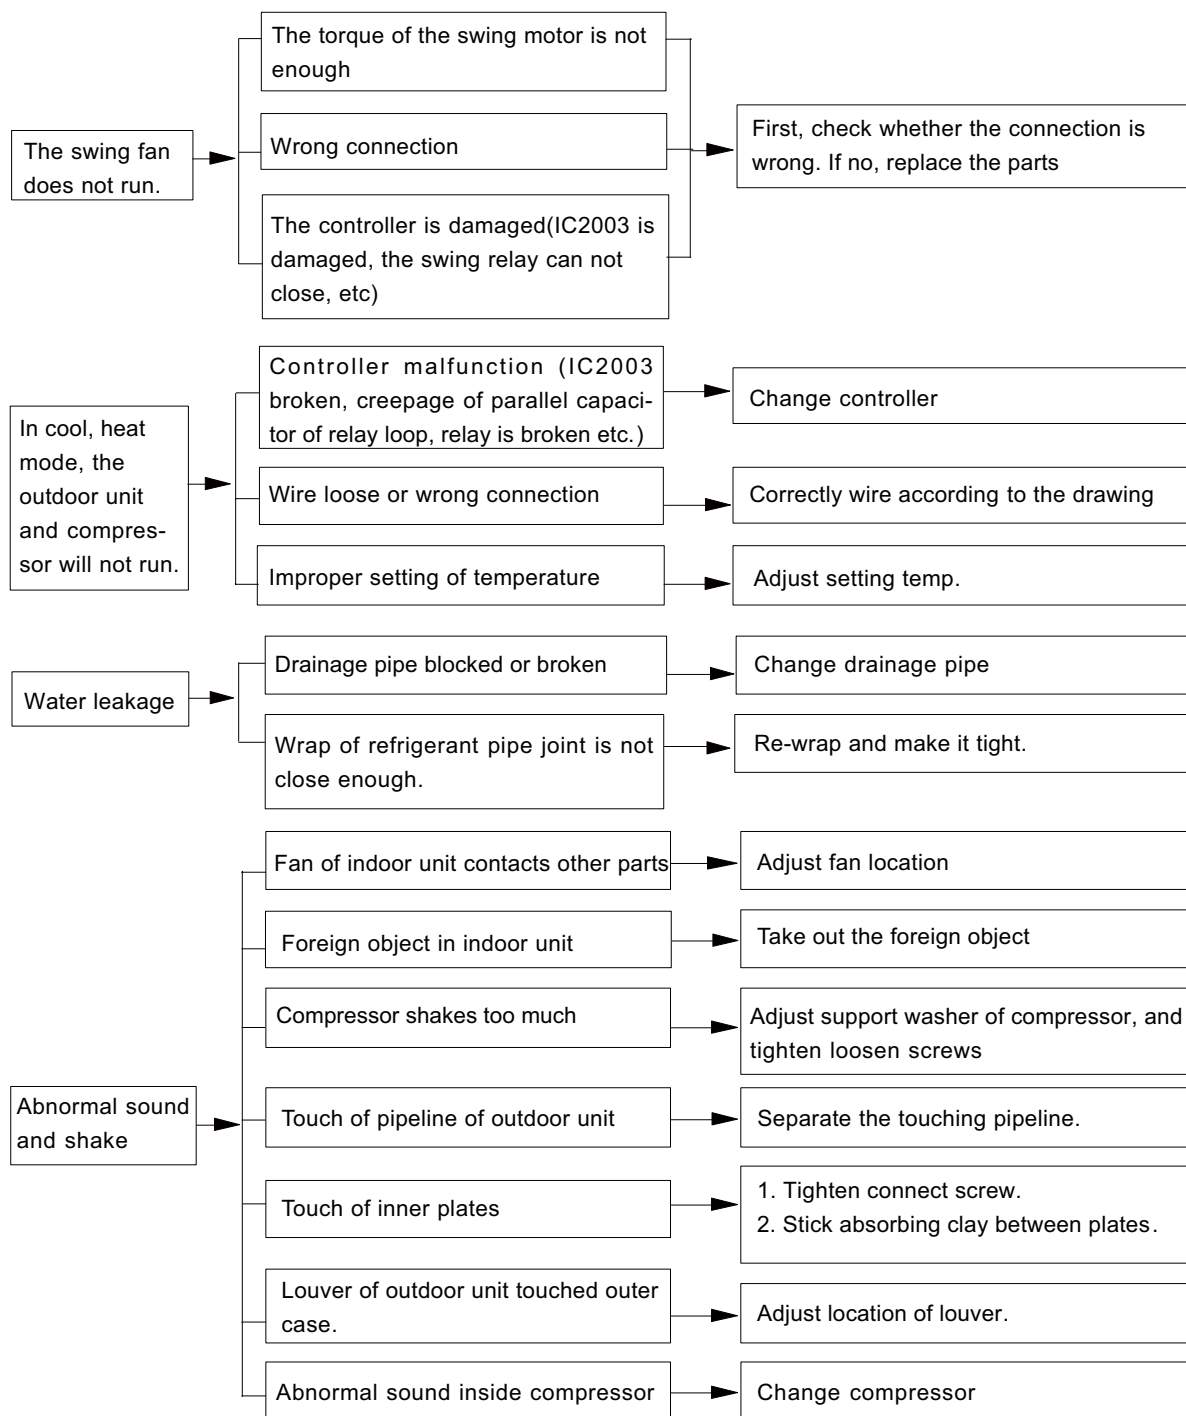 The swing fan
does not run.
The torque of the swing motor is not
enough
Wrong connection
The controller is damaged(IC2003 is
damaged, the swing relay can not
close, etc)
First, check whether the connection is
wrong. If no, replace the parts
In cool, heat
mode, the
outdoor unit
and compres-
sor will not run.
Controller malfunction (IC2003
broken, creepage of parallel capaci-
tor of relay loop, relay is broken etc.)
Change controller
Wire loose or wrong connection
Correctly wire according to the drawing
Improper setting of temperature
Adjust setting temp.
Water leakage
Drainage pipe blocked or broken
Change drainage pipe
Wrap of refrigerant pipe joint is not
close enough.
Re-wrap and make it tight.
Abnormal sound
and shake
Fan of indoor unit contacts other parts
Adjust fan location
Foreign object in indoor unit
Take out the foreign object
Compressor shakes too much
Adjust support washer of compressor, and
tighten loosen screws
Touch of pipeline of outdoor unit
Separate the touching pipeline.
Touch of inner plates
1. Tighten connect screw.
2. Stick absorbing clay between plates.
Louver of outdoor unit touched outer
case.
Adjust location of louver.
Abnormal sound inside compressor
Change compressor